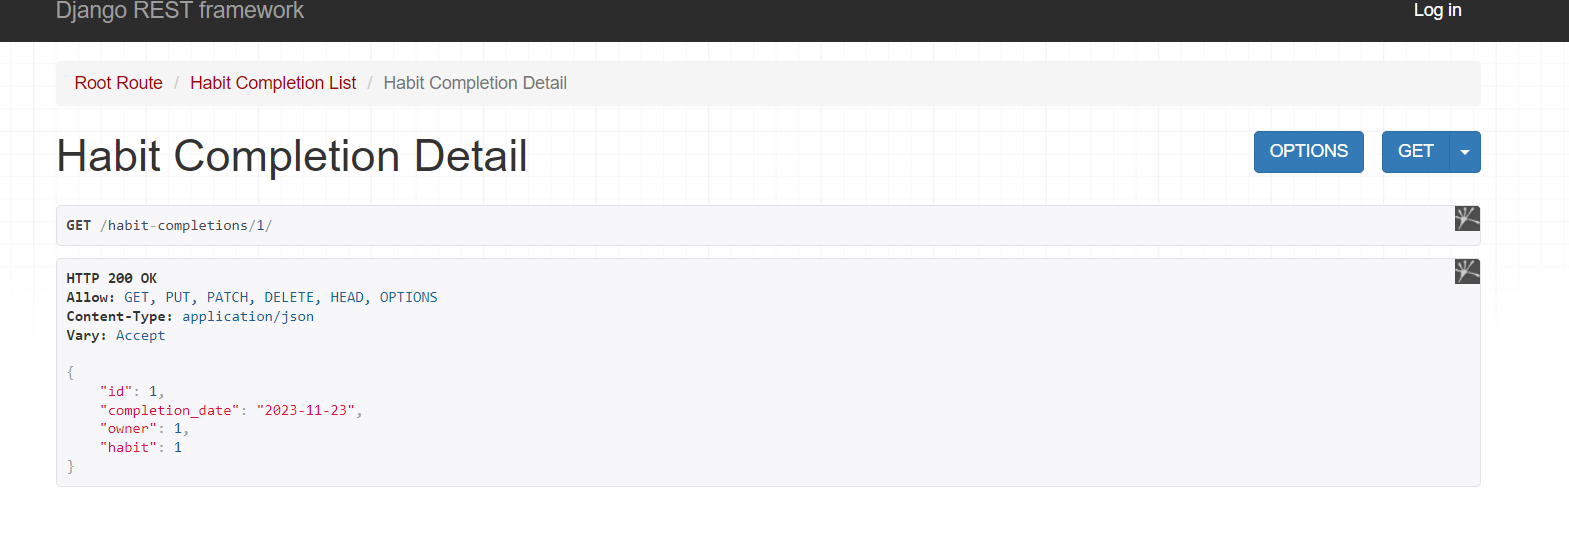 Django REST framework Log in
Root Route / Habit Completion List / Habit Completion Detail
Habit Completion Detail OPTIONS GET
GET /habit-completions/1/
HTTP 200 OK
Allow: GET, PUT, PATCH, DELETE, HEAD, OPTIONS
Content-Type: application/json
Vary: Accept
{
    "id": 1,
    "completion_date": "2023-11-23",
    "owner": 1,
    "habit": 1
}